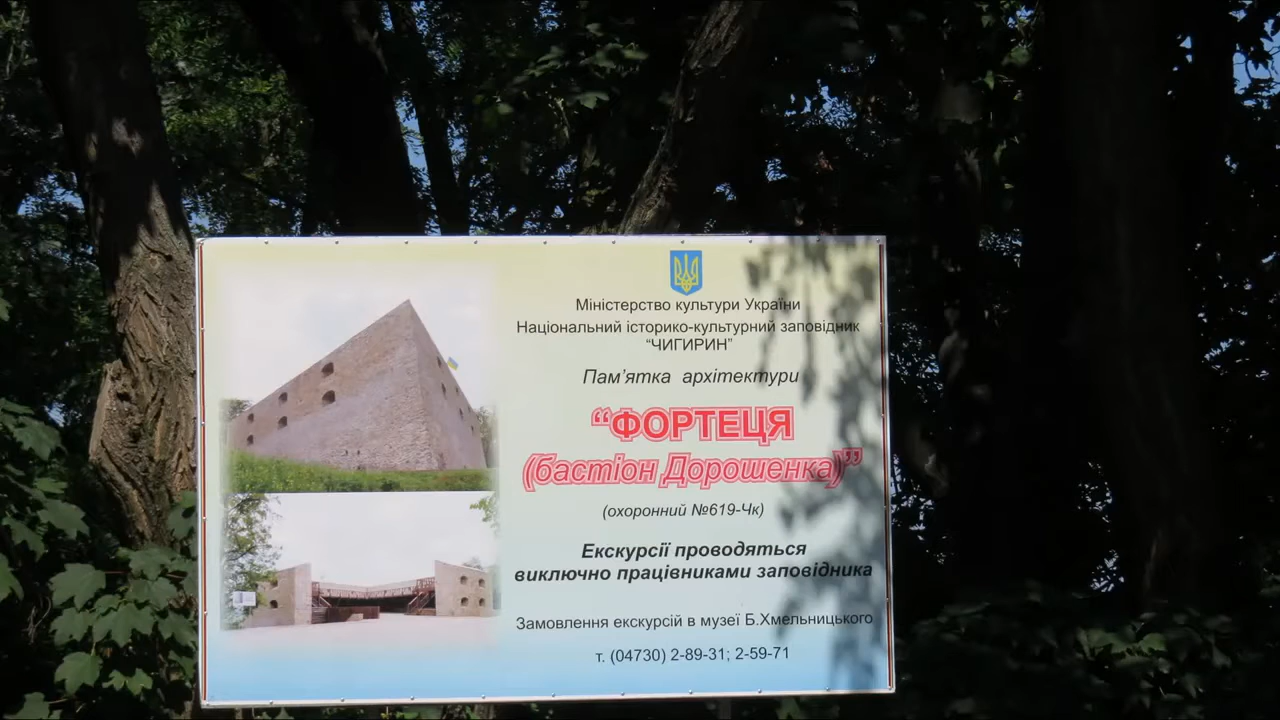 Міністерство культури України
Національний історико-культурний заповідник
“ЧИГИРИН”
Пам’ятка архітектури
“ФОРТЕЦЯ
(бастіон Дорошенка)”
(охоронний №619-Чк)
Екскурсії проводяться
виключно працівниками заповідника
Замовлення екскурсій в музеї Б.Хмельницького
т. (04730) 2-89-31; 2-59-71